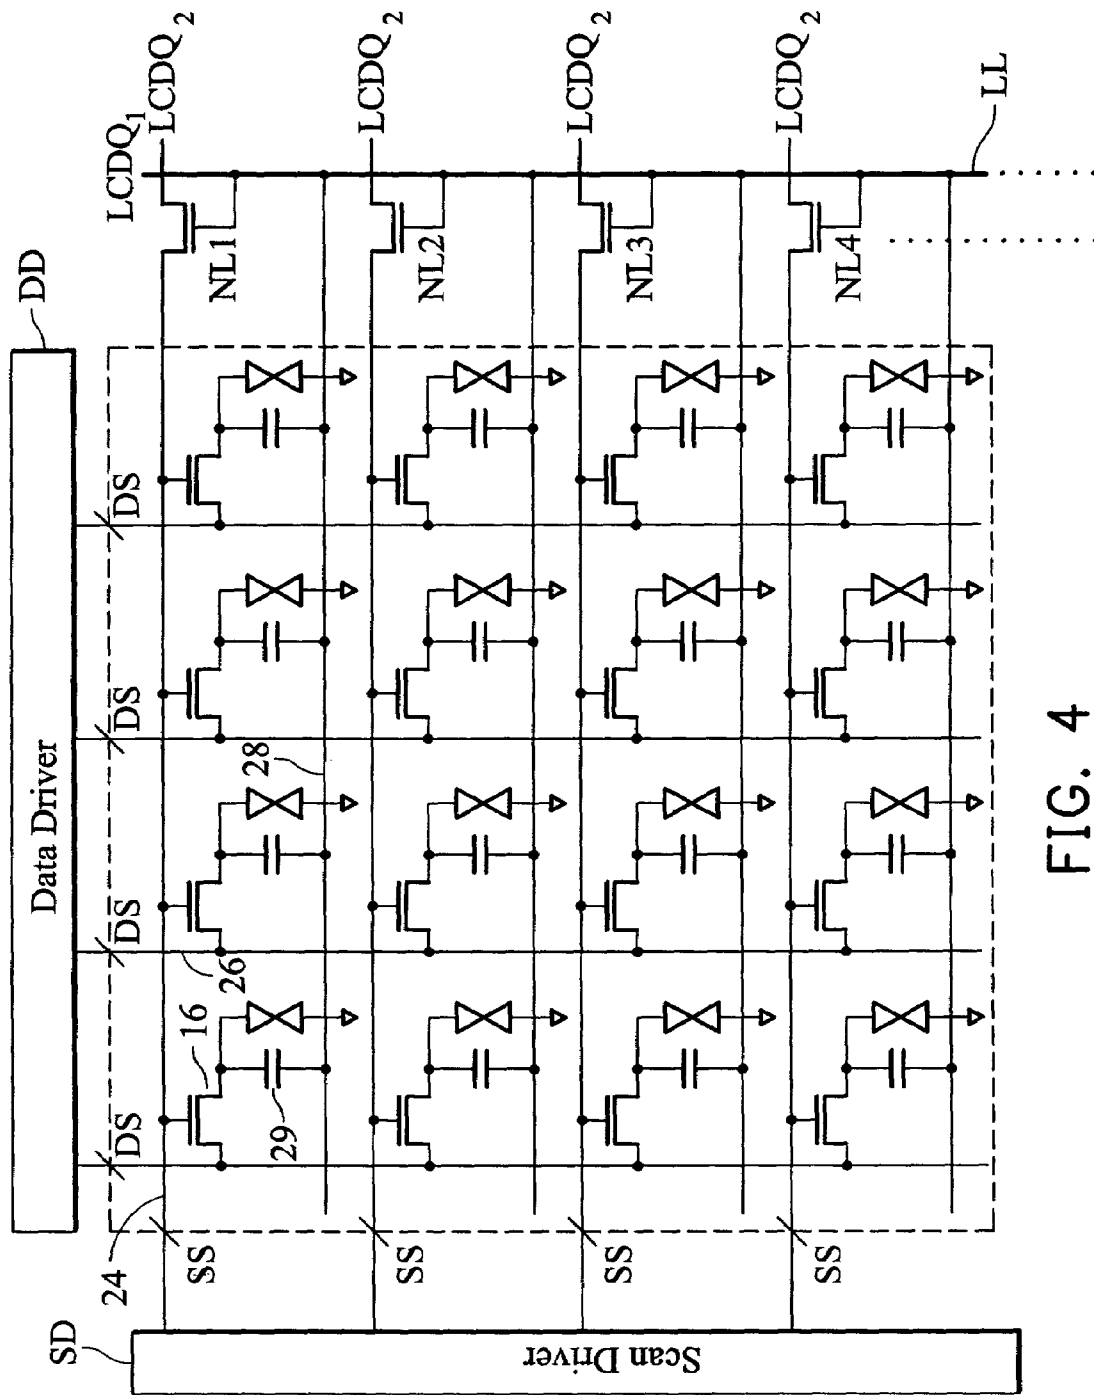 Data Driver
DD
LCDQ1
DS
DS
DS
DS
24
SS
16
26
29
28
NL1
LCDQ2
SS
NL2
LCDQ2
SS
NL3
LCDQ2
SS
NL4
LCDQ2
LL
SD
Scan Driver
FIG. 4